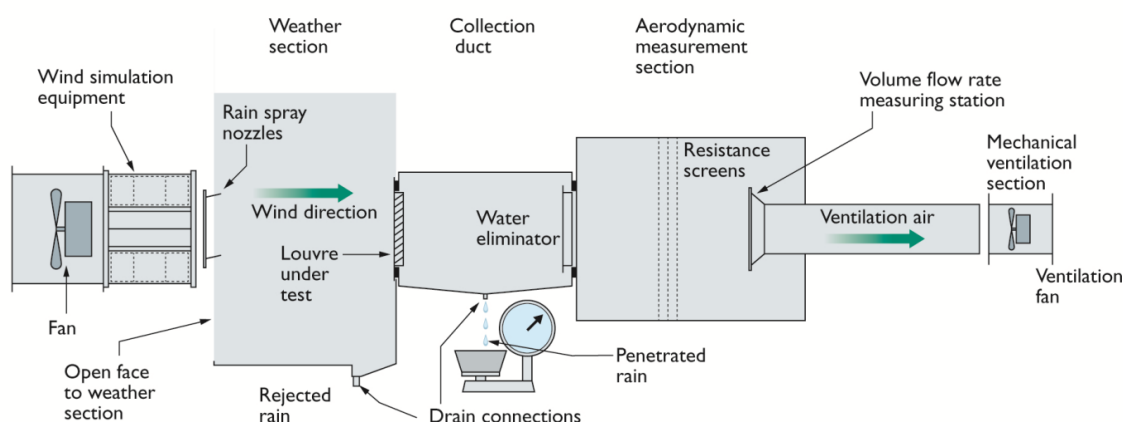 Weather
section
Collection
duct
Aerodynamic
measurement
section
Wind simulation
equipment
Rain spray
nozzles
Volume flow rate
measuring station
Resistance
screens
Mechanical
ventilation
section
Wind direction
Water
eliminator
Ventilation air
Louvre
under
test
Ventilation
fan
Fan
Open face
to weather
section
Penetrated
rain
Rejected
rain
Drain connections